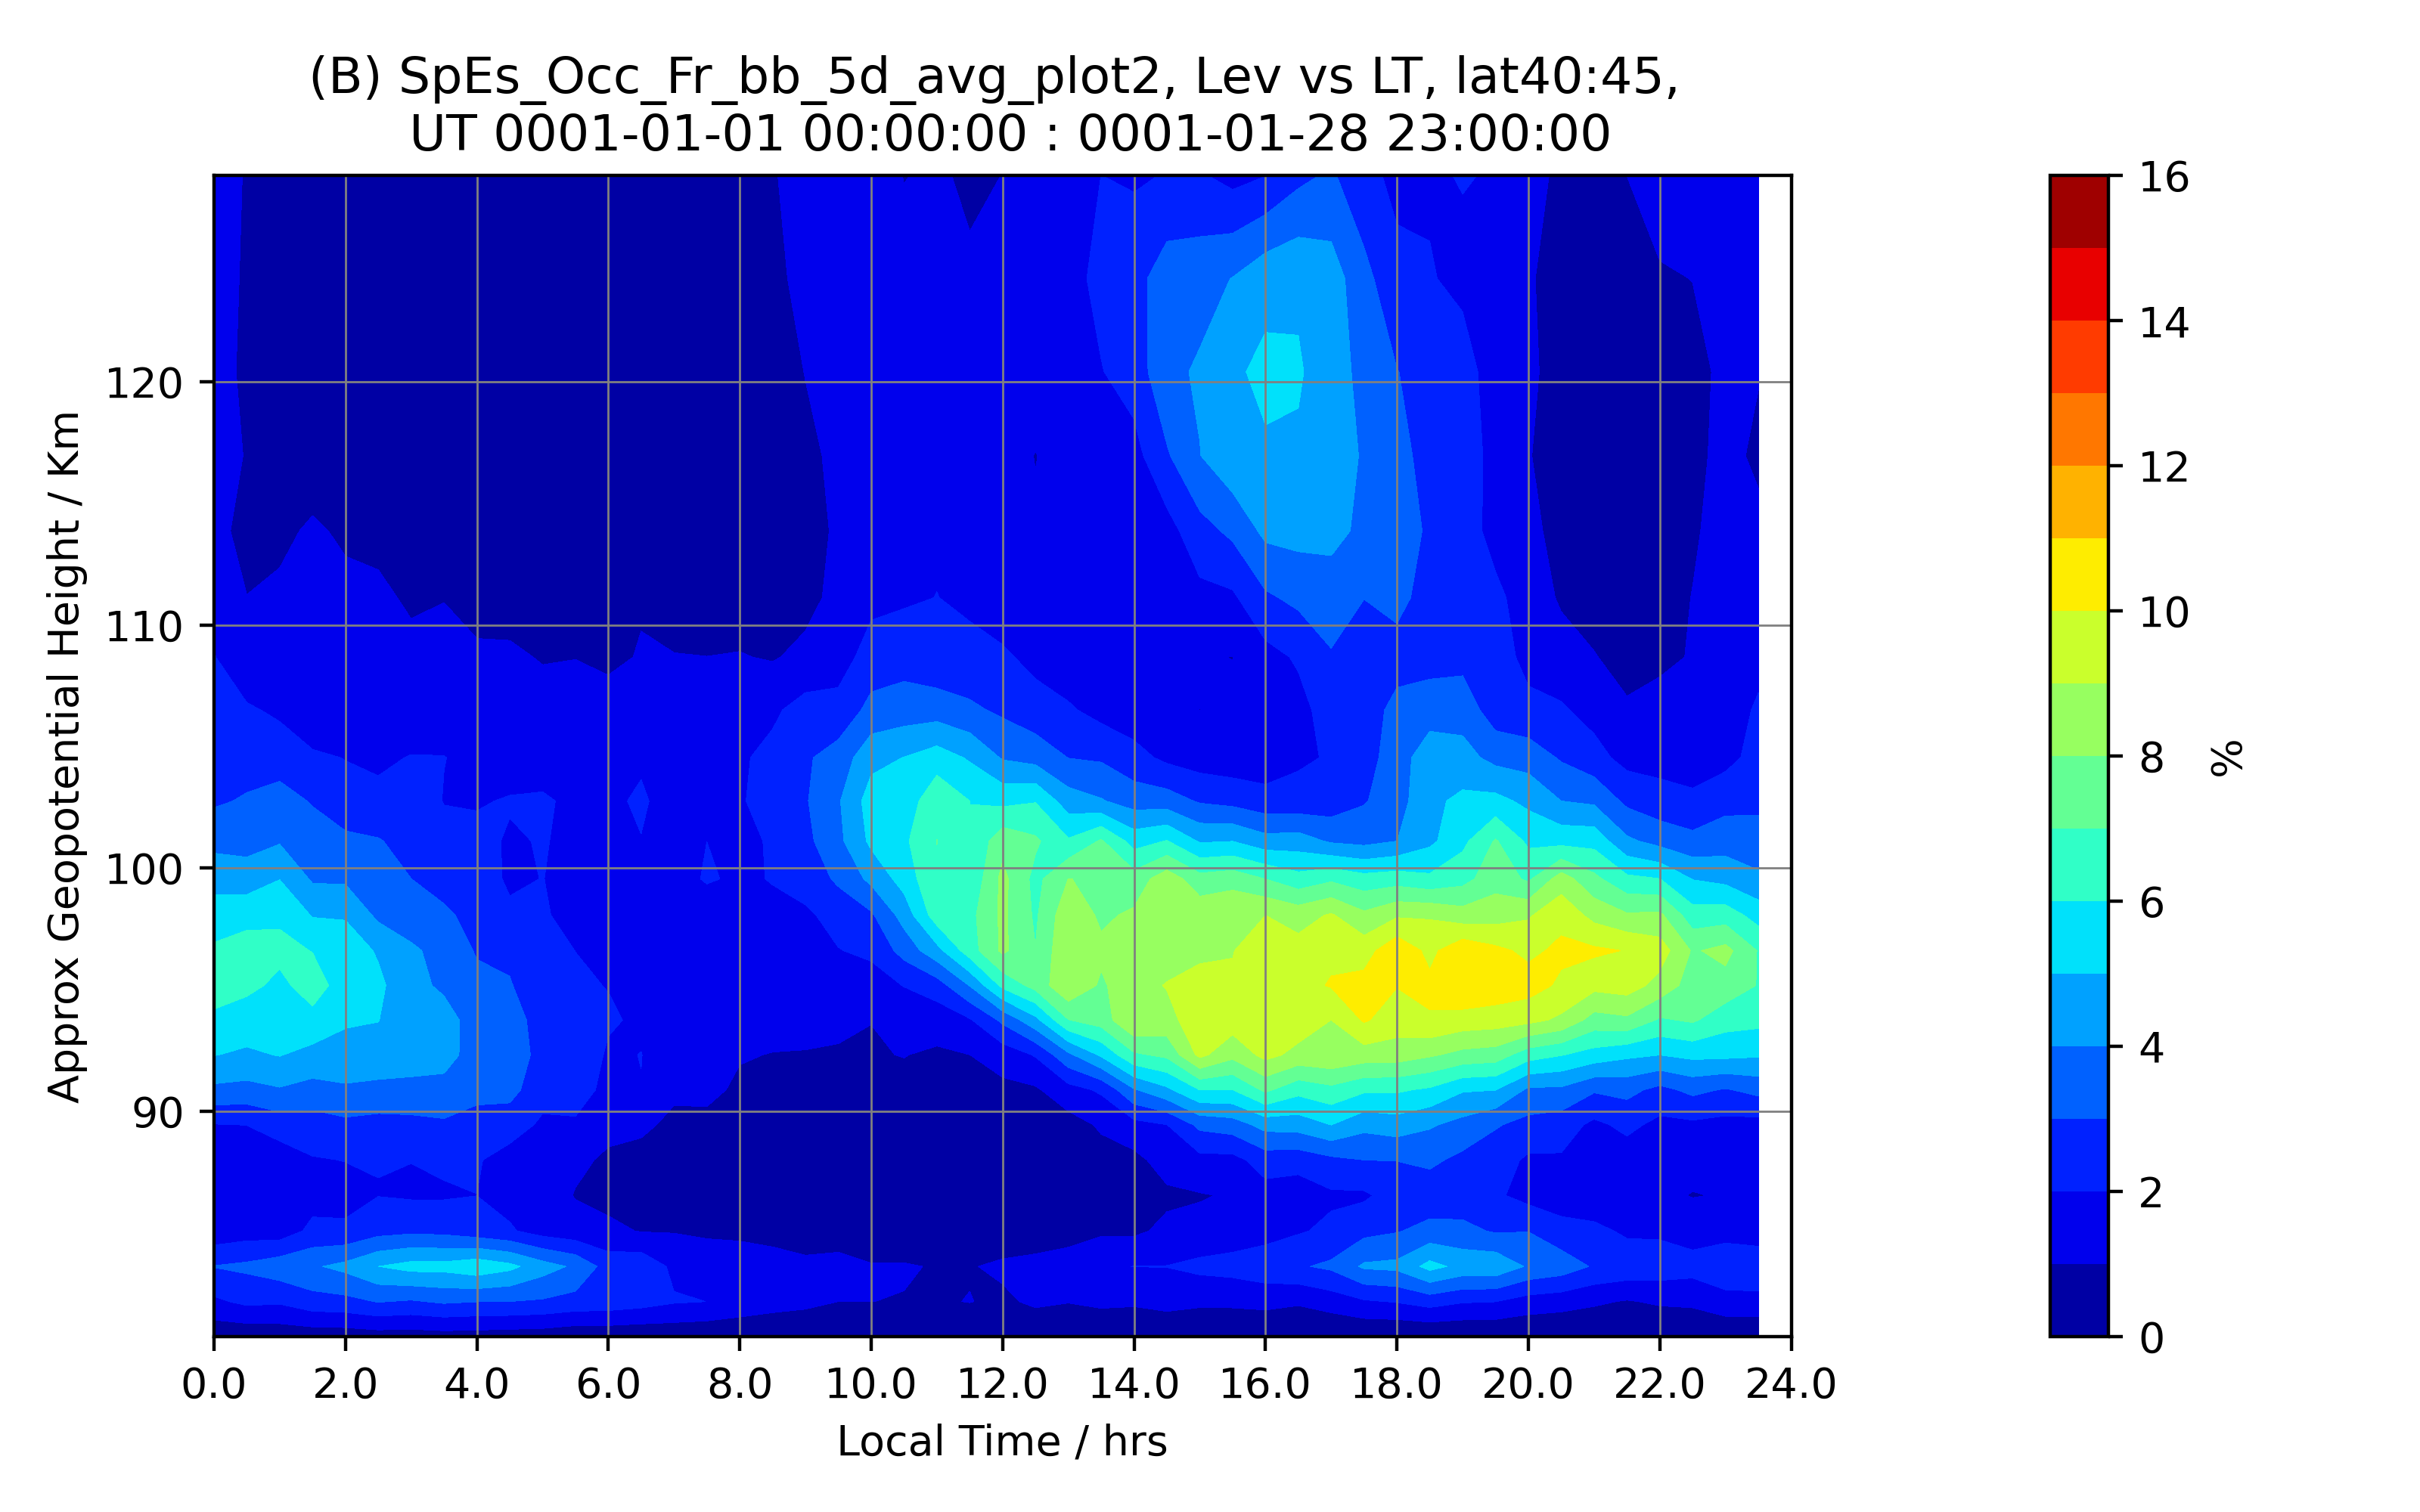 (B) SpEs_Occ_Fr_bb_5d_avg_plot2, Lev vs LT, lat40:45,
UT 0001-01-01 00:00:00 : 0001-01-28 23:00:00
Approx Geopotential Height / Km
120
110
100
90
0.0 2.0 4.0 6.0 8.0 10.0 12.0 14.0 16.0 18.0 20.0 22.0 24.0
Local Time / hrs
16
14
12
10
8
6
4
2
0
%